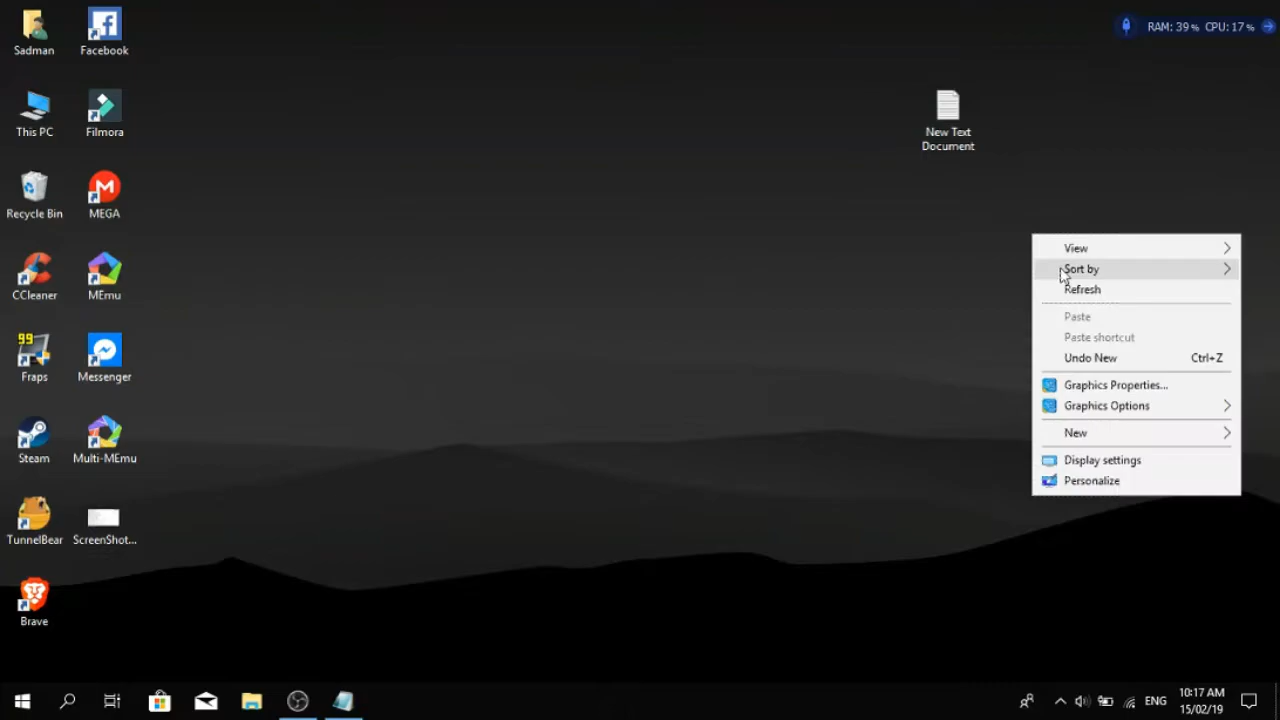 RAM: 39 % CPU: 17 %
Sadman
Facebook
This PC
Filmora
New Text
Document
Recycle Bin
MEGA
CCleaner
MEmu
99
Fraps
Messenger
Steam
Multi-MEmu
TunnelBear
ScreenShot...
Brave
View
Sort by
Refresh
Paste
Paste shortcut
Undo New Ctrl+Z
Graphics Properties...
Graphics Options
New
Display settings
Personalize
ENG
10:17 AM
15/02/19